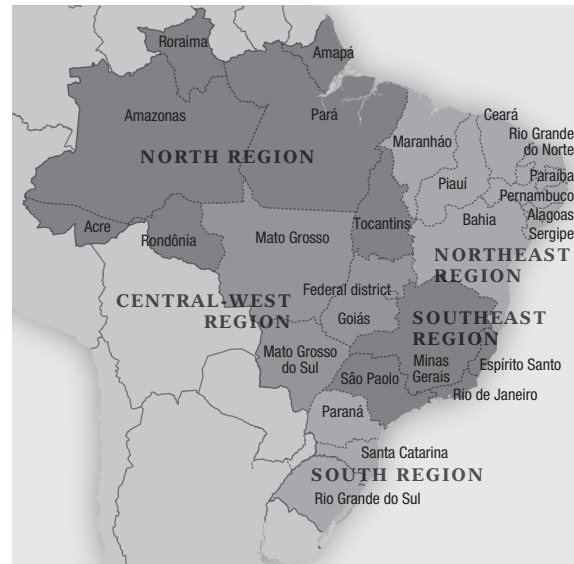 Roraima
Amapá
Amazonas
Pará
Ceará
Maranháo
Rio Grande
do Norte
NORTH REGION
Piauí
Paraiba
Pernambuco
Acre
Rondônia
Mato Grosso
Tocantins
Bahia
Alagoas
Sergipe
NORTHEAST
REGION
Federal district
CENTRAL-WEST
REGION
Goiás
SOUTHEAST
REGION
Mato Grosso
do Sul
Minas
Gerais
Espírito Santo
Sâo Paolo
Rio de Janeiro
Paraná
Santa Catarina
SOUTH REGION
Rio Grande do Sul